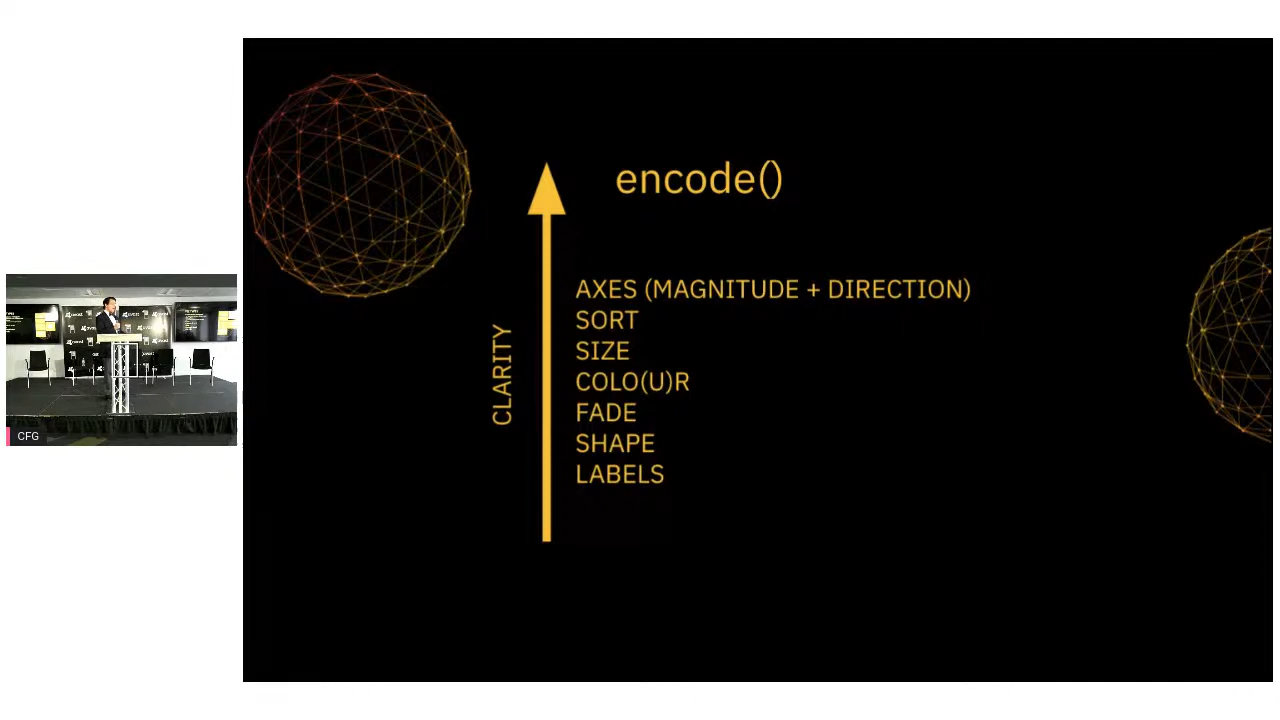 encode()
CLARITY
AXES (MAGNITUDE + DIRECTION)
SORT
SIZE
COLO(U)R
FADE
SHAPE
LABELS
CFG